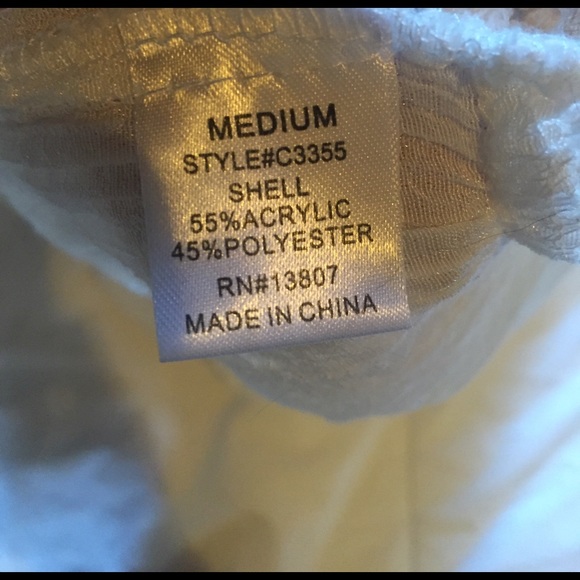 MEDIUM
STYLE#C3355
SHELL
55%ACRYLIC
45%POLYESTER
RN#13807
MADE IN CHINA